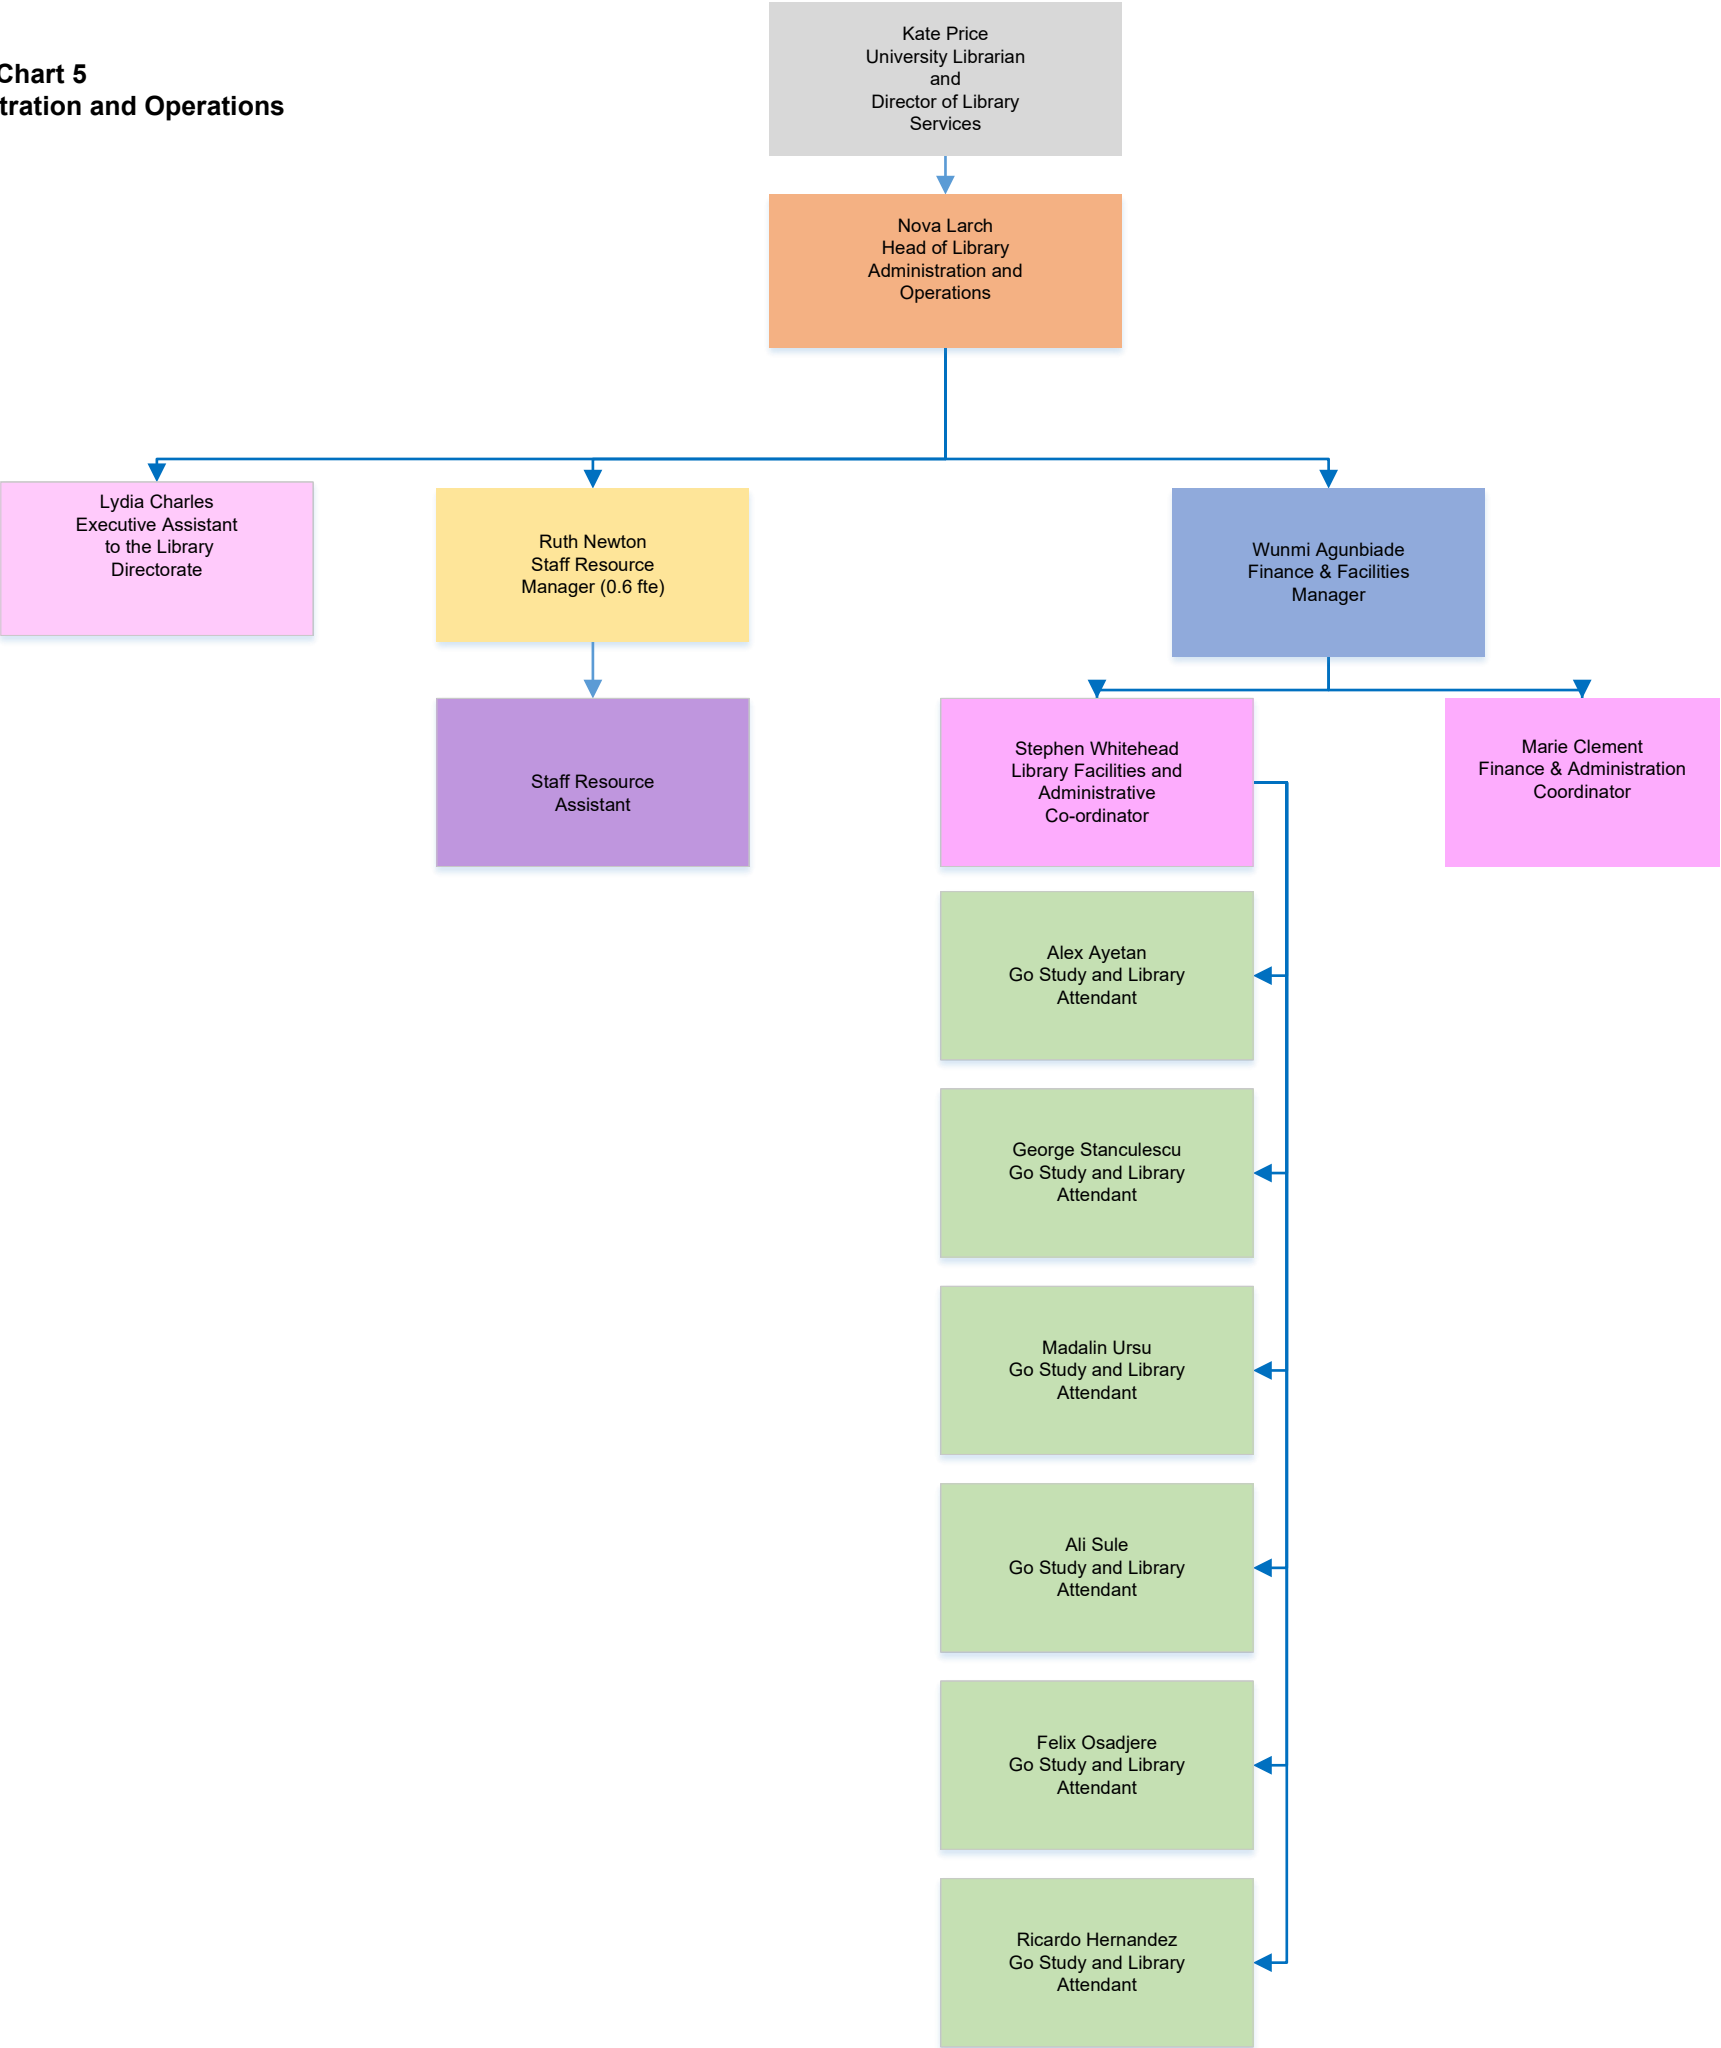 Chart 5
tration and Operations
Kate Price
University Librarian
and
Director of Library
Services
Nova Larch
Head of Library
Administration and
Operations
Lydia Charles
Executive Assistant
to the Library
Directorate
Ruth Newton
Staff Resource
Manager (0.6 fte)
Wunmi Agunbiade
Finance & Facilities
Manager
Staff Resource
Assistant
Stephen Whitehead
Library Facilities and
Administrative
Co-ordinator
Marie Clement
Finance & Administration
Coordinator
Alex Ayetan
Go Study and Library
Attendant
George Stanculescu
Go Study and Library
Attendant
Madalin Ursu
Go Study and Library
Attendant
Ali Sule
Go Study and Library
Attendant
Felix Osadjere
Go Study and Library
Attendant
Ricardo Hernandez
Go Study and Library
Attendant